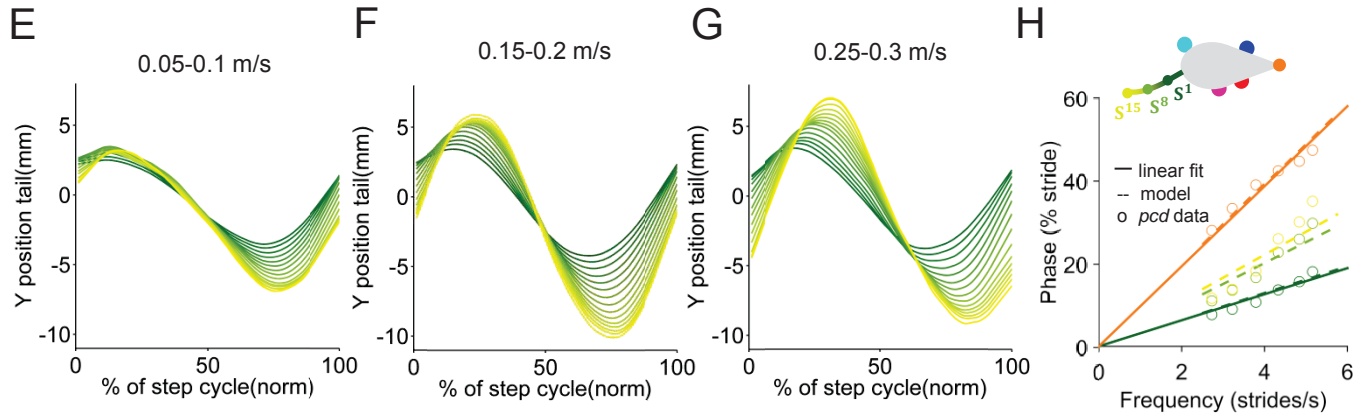 E
0.05-0.1 m/s
Y position tail(mm)
5
0
-5
-10
0
50
100
% of step cycle(norm)
F
0.15-0.2 m/s
Y position tail(mm)
5
0
-5
-10
0
50
100
% of step cycle(norm)
G
0.25-0.3 m/s
Y position tail(mm)
5
0
-5
-10
0
50
100
% of step cycle(norm)
H
S¹⁵ S⁸ S¹
Phase (% stride)
60
40
20
0
linear fit
model
pcd data
0 2 4 6
Frequency (strides/s)